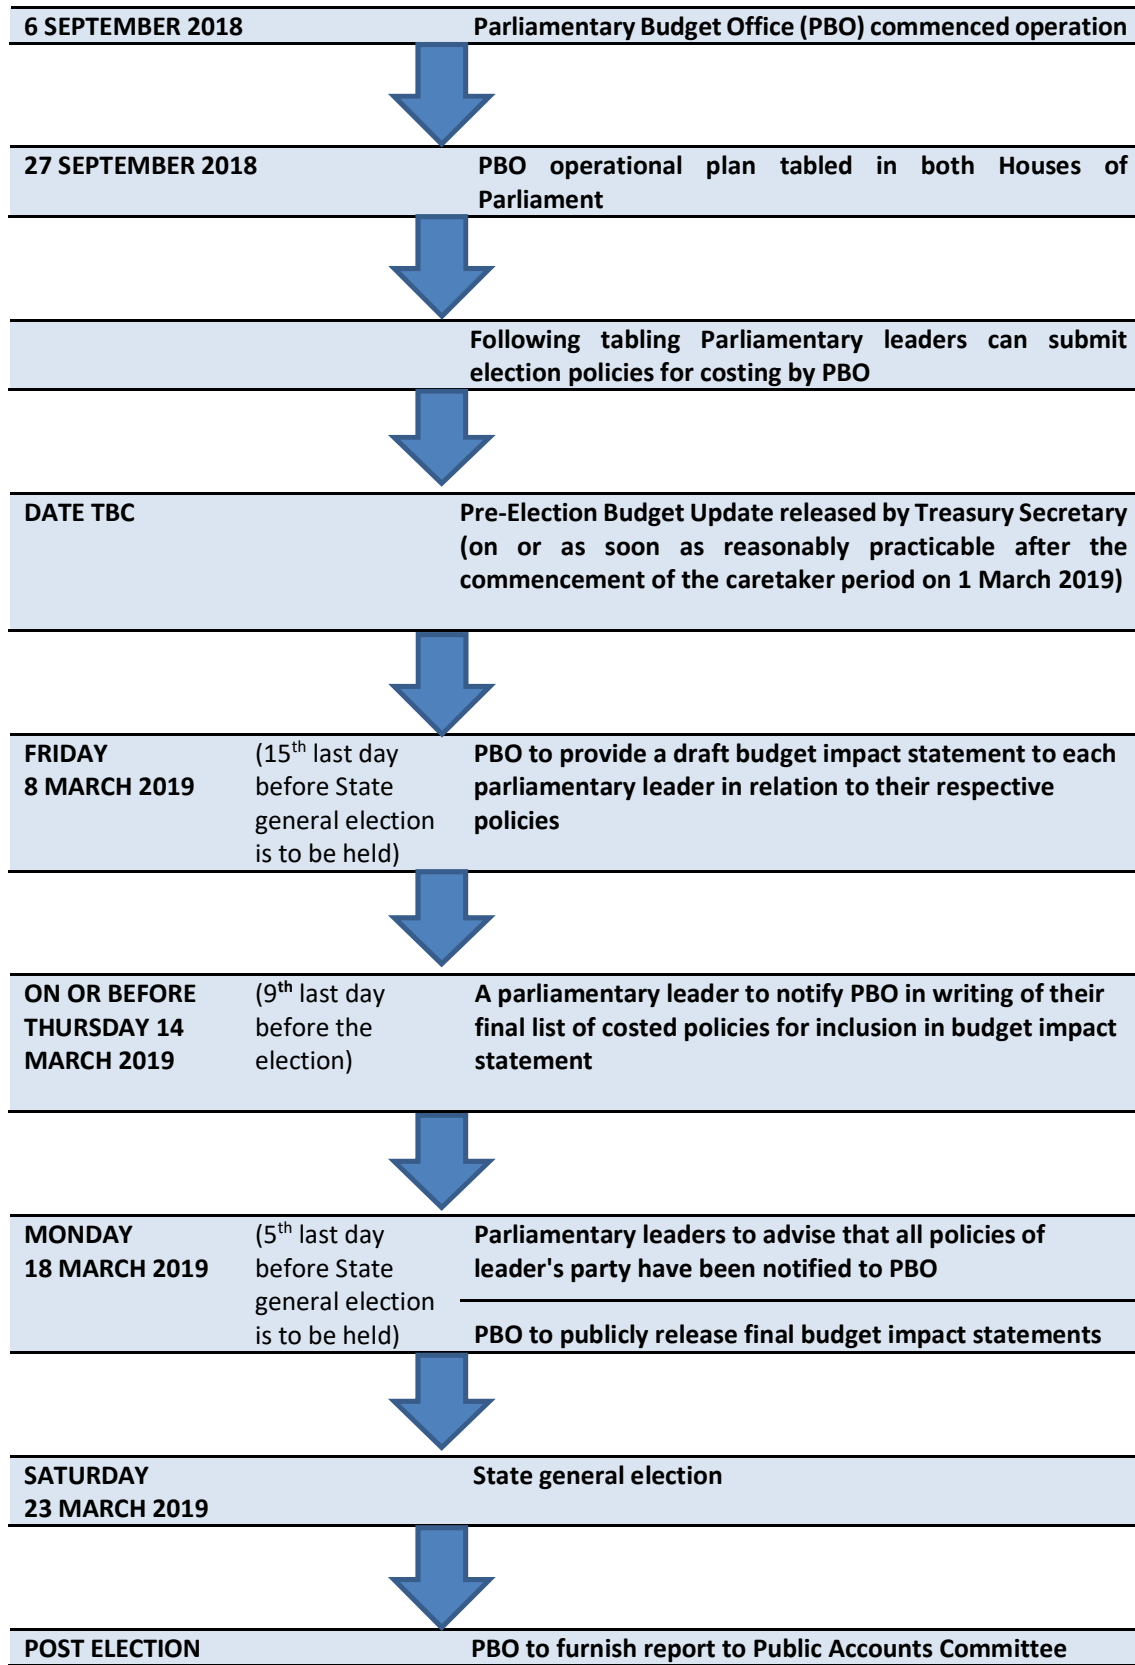 6 SEPTEMBER 2018 Parliamentary Budget Office (PBO) commenced operation
27 SEPTEMBER 2018 PBO operational plan tabled in both Houses of
Parliament
Following tabling Parliamentary leaders can submit
election policies for costing by PBO
DATE TBC Pre-Election Budget Update released by Treasury Secretary
(on or as soon as reasonably practicable after the
commencement of the caretaker period on 1 March 2019)
FRIDAY (15th last day PBO to provide a draft budget impact statement to each
8 MARCH 2019 before State parliamentary leader in relation to their respective
general election policies
is to be held)
ON OR BEFORE (9th last day A parliamentary leader to notify PBO in writing of their
THURSDAY 14 before the final list of costed policies for inclusion in budget impact
MARCH 2019 election) statement
MONDAY (5th last day Parliamentary leaders to advise that all policies of
18 MARCH 2019 before State leader's party have been notified to PBO
general election
is to be held) PBO to publicly release final budget impact statements
SATURDAY State general election
23 MARCH 2019
POST ELECTION PBO to furnish report to Public Accounts Committee